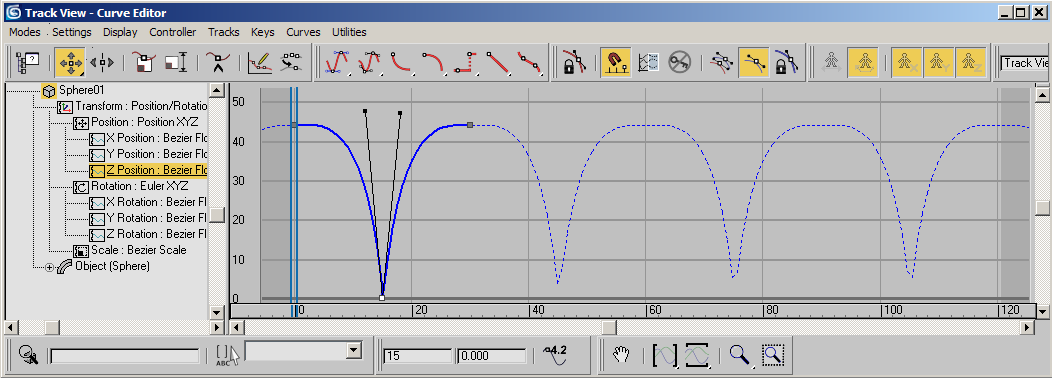 Track View - Curve Editor
Modes Settings Display Controller Tracks Keys Curves Utilities
?
X Y Z
Track Vie
Sphere01
Transform : Position/Rotatio
Position : Position XYZ
X Position : Bezier Flo
Y Position : Bezier Flo
Z Position : Bezier Flo
Rotation : Euler XYZ
X Rotation : Bezier Fl
Y Rotation : Bezier Fl
Z Rotation : Bezier Fl
Scale : Bezier Scale
Object (Sphere)
50
40
30
20
10
0
0 20 40 60 80 100 120
ABC
15
0.000
4.2